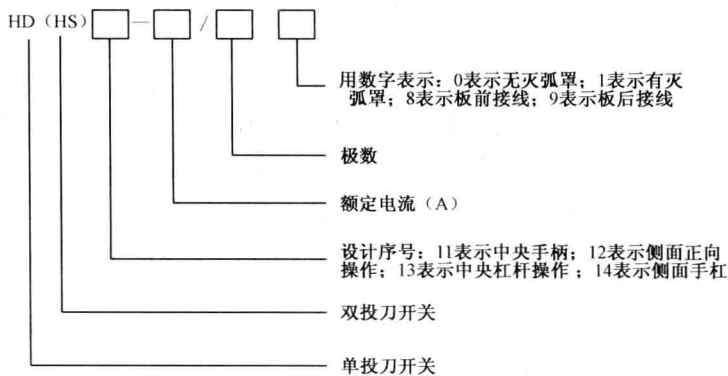 HD（HS）□—□/□ □
用数字表示：0表示无灭弧罩；1表示有灭
弧罩；8表示板前接线；9表示板后接线
极数
额定电流（A）
设计序号：11表示中央手柄；12表示侧面正向
操作；13表示中央杠杆操作；14表示侧面手杠
双投刀开关
单投刀开关